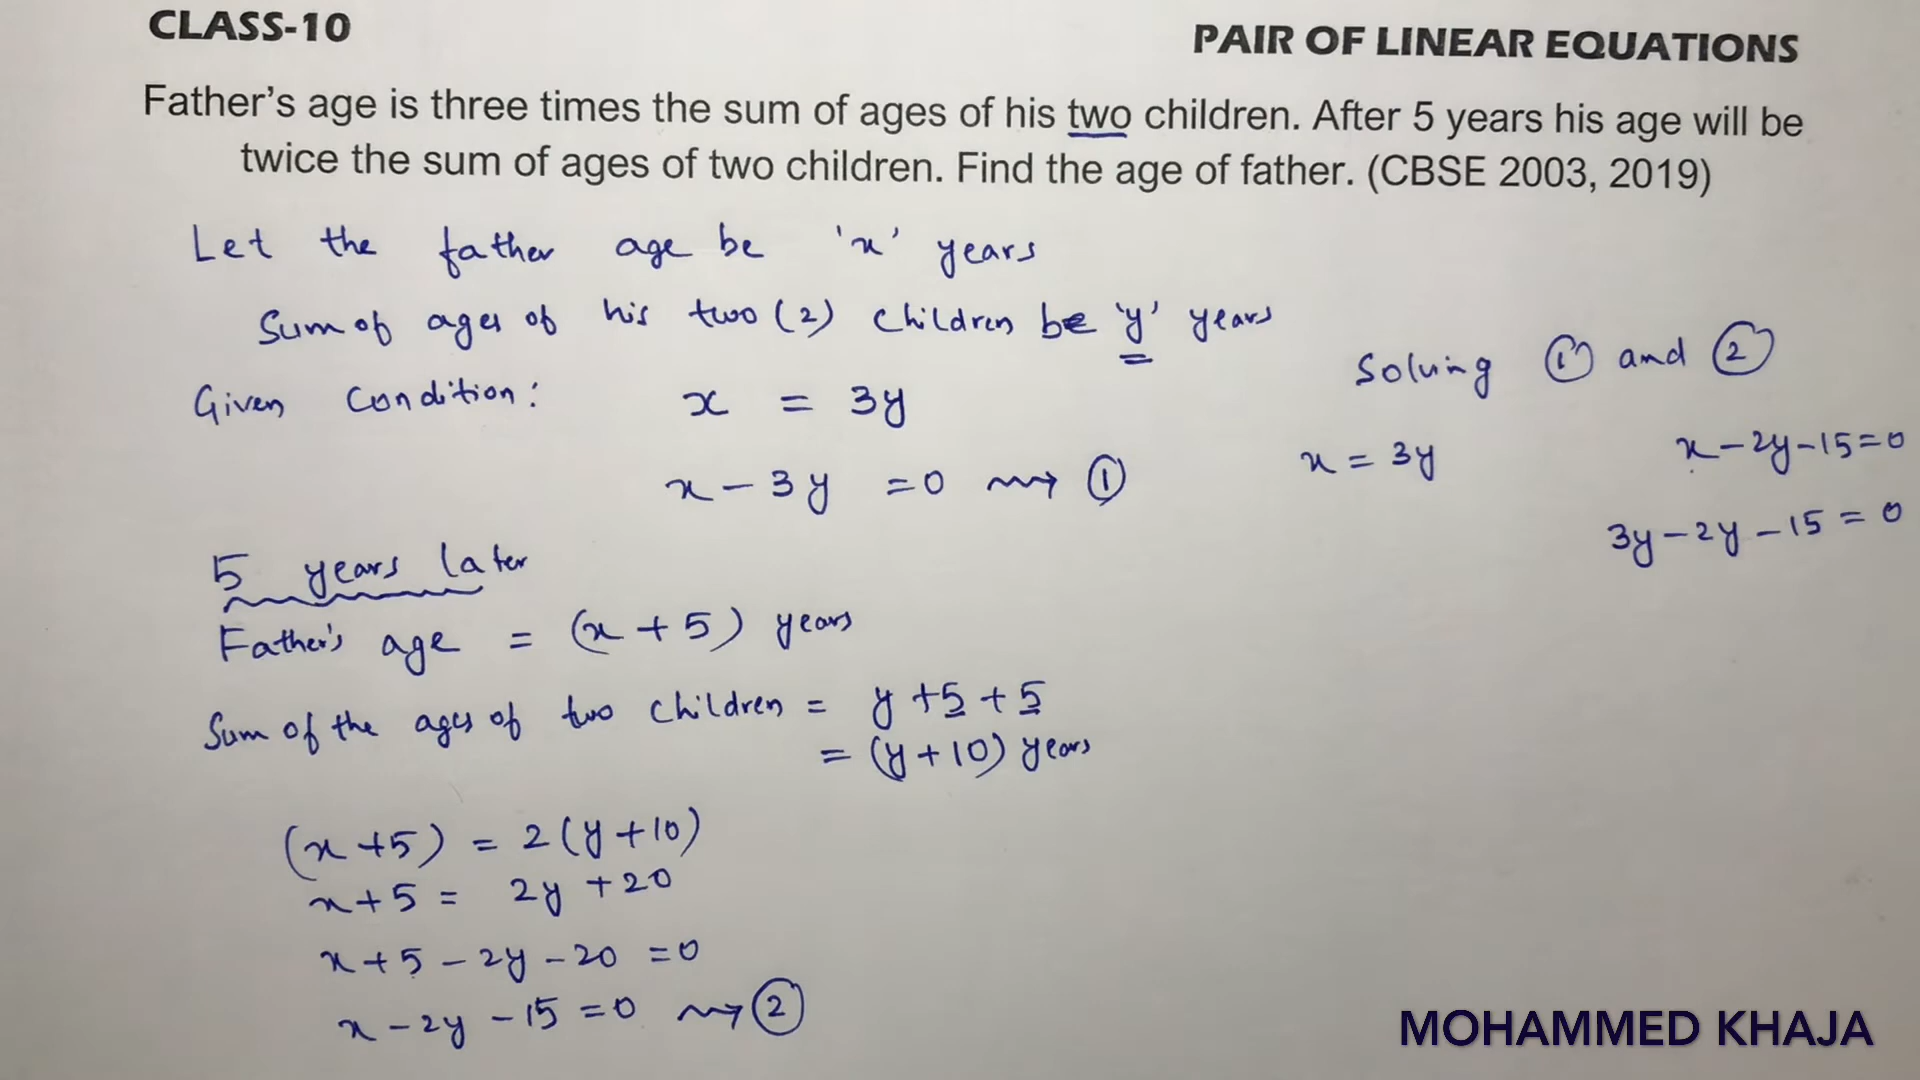 CLASS-10
PAIR OF LINEAR EQUATIONS
Father's age is three times the sum of ages of his two children. After 5 years his age will be
twice the sum of ages of two children. Find the age of father. (CBSE 2003, 2019)
Let the father age be 'x' years
Sum of ages of his two (2) children be 'y' years
Given Condition: x = 3y
x - 3y = 0 ⇝ ①
5 years later
Father's age = (x + 5) years
Sum of the ages of two children = y + 5 + 5
= (y + 10) years
(x + 5) = 2 (y + 10)
x + 5 = 2y + 20
x + 5 - 2y - 20 = 0
x - 2y - 15 = 0 ⇝ ②
Solving ① and ②
x = 3y x - 2y - 15 = 0
3y - 2y - 15 = 0
MOHAMMED KHAJA